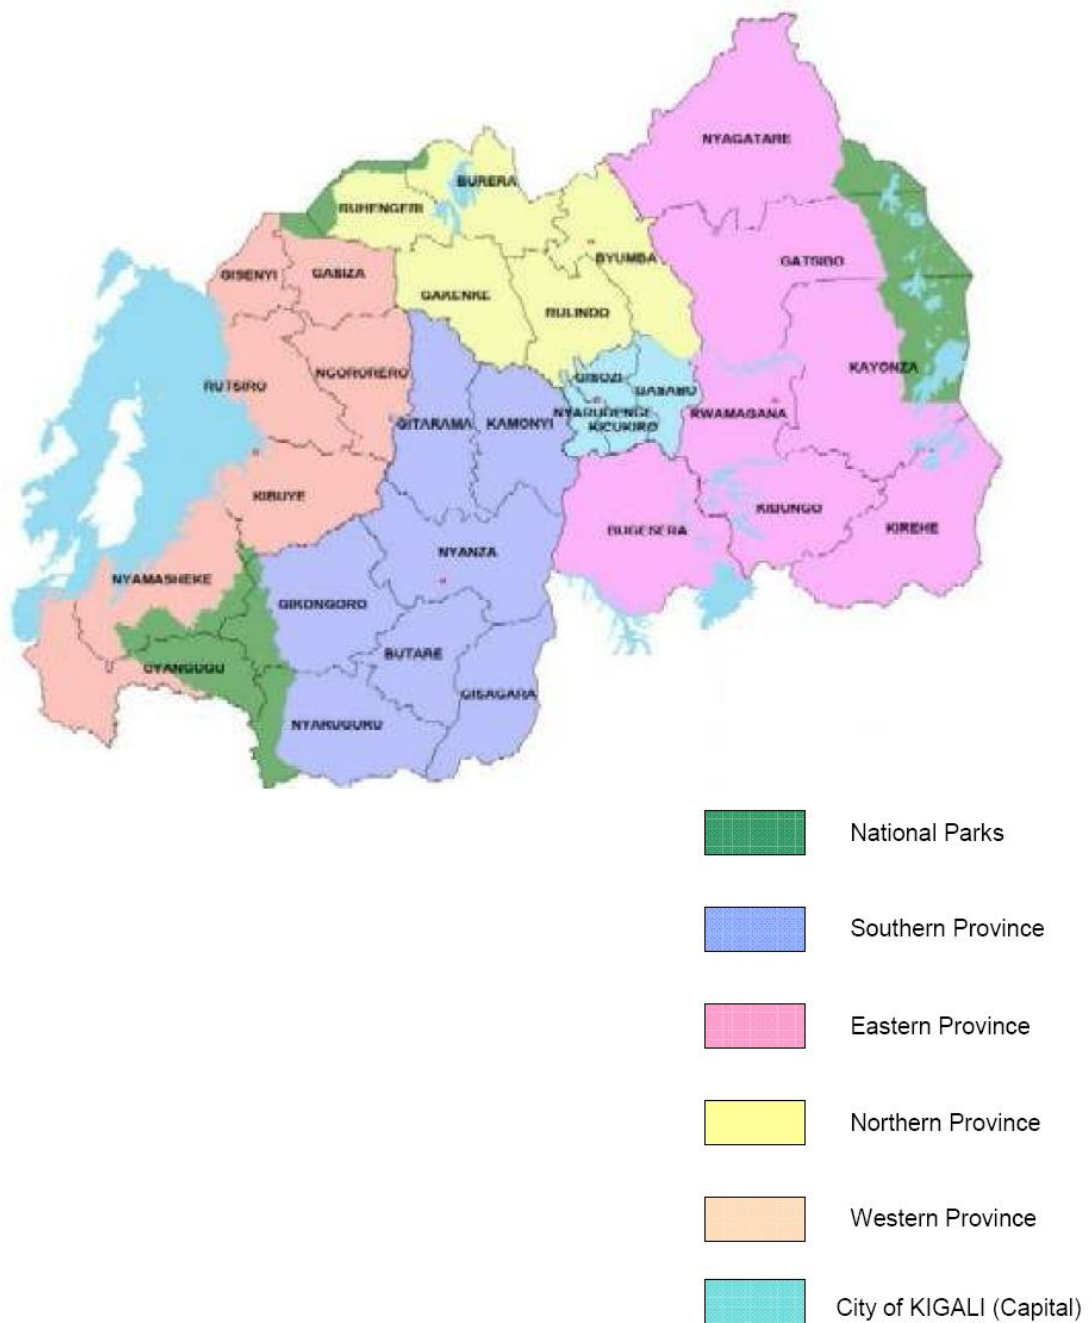 NYAGATARE
BURERA
RUHENGERI
GISENYI
GASIZA
BYUMBA
GATSIBO
GAKENKE
RULINDO
RUTSIRO
NGORORERO
KAYONZA
GISOZI
GASABO
NYARUGENGE
KICUKIRO
RWAMAGANA
GITARAMA
KAMONYI
KIBUYE
KIBUNGO
KIREHE
BUGESERA
NYANZA
NYAMASHEKE
GIKONGORO
BUTARE
CYANGUGU
GISAGARA
NYARUGURU
National Parks
Southern Province
Eastern Province
Northern Province
Western Province
City of KIGALI (Capital)